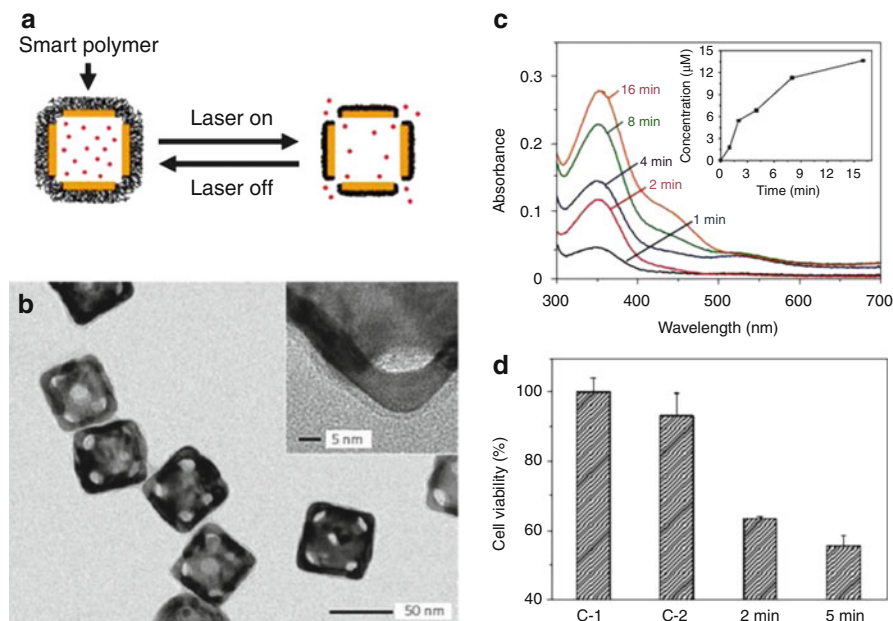 a
Smart polymer
Laser on
Laser off
b
5 nm
50 nm
c
0.3
0.2
0.1
0
Absorbance
300
400
500
600
700
Wavelength (nm)
16 min
8 min
4 min
2 min
1 min
15
12
9
6
3
0
Concentration (μM)
0
3
6
9
12
15
Time (min)
d
100
80
60
40
Cell viability (%)
C-1
C-2
2 min
5 min